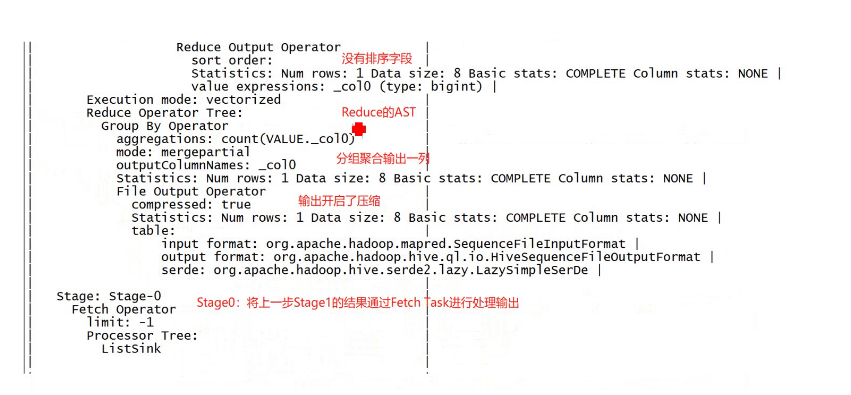 Reduce Output Operator |
sort order: 没有排序字段 |
Statistics: Num rows: 1 Data size: 8 Basic stats: COMPLETE Column stats: NONE |
value expressions: _col0 (type: bigint) |
Execution mode: vectorized |
Reduce Operator Tree: Reduce的AST |
Group By Operator |
aggregations: count(VALUE._col0) |
mode: mergepartial |
outputColumnNames: _col0 分组聚合输出一列
Statistics: Num rows: 1 Data size: 8 Basic stats: COMPLETE Column stats: NONE |
File Output Operator |
compressed: true 输出开启了压缩 |
Statistics: Num rows: 1 Data size: 8 Basic stats: COMPLETE Column stats: NONE |
table: |
input format: org.apache.hadoop.mapred.SequenceFileInputFormat |
output format: org.apache.hadoop.hive.ql.io.HiveSequenceFileOutputFormat |
serde: org.apache.hadoop.hive.serde2.lazy.LazySimpleSerDe |
Stage: Stage-0 |
Stage0：将上一步Stage1的结果通过Fetch Task进行处理输出
Fetch Operator |
limit: -1 |
Processor Tree: |
ListSink |